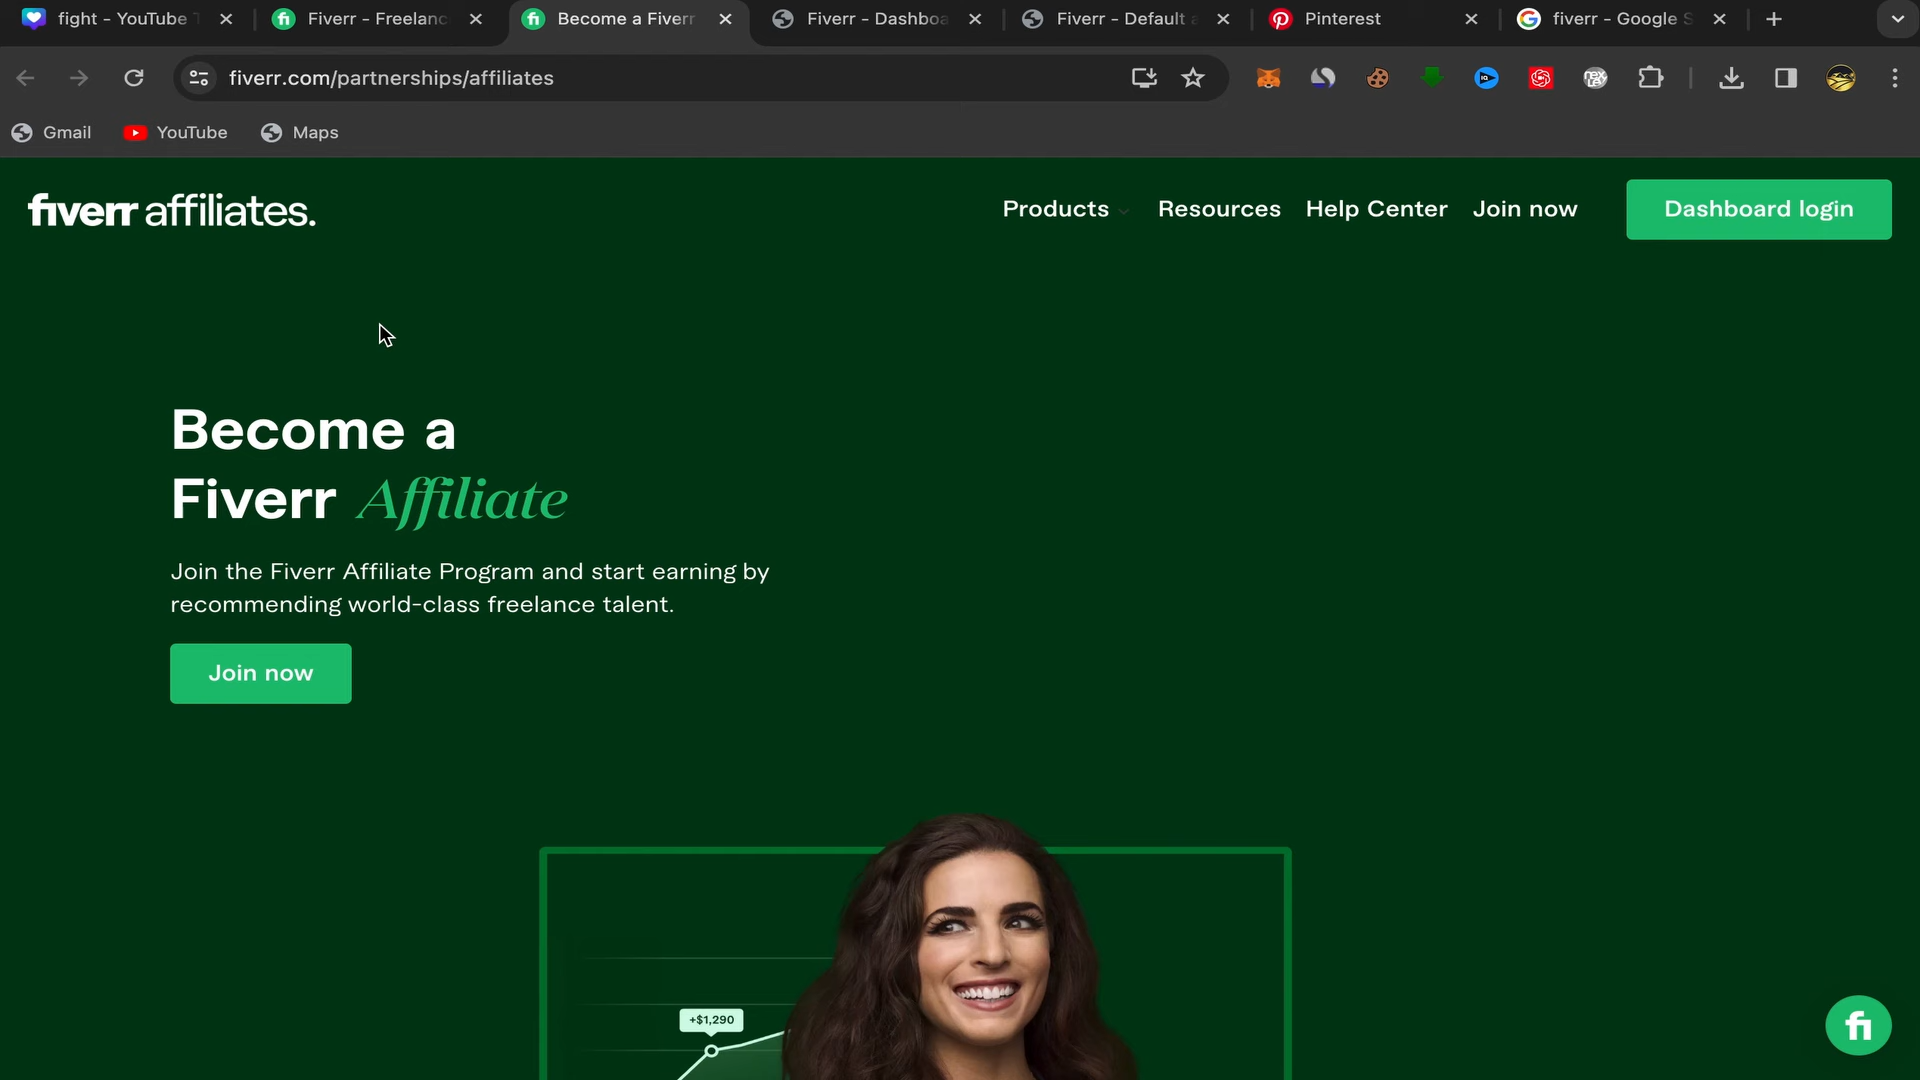 fight - YouTube T
Fiverr - Freelanc
Become a Fiverr
Fiverr - Dashboa
Fiverr - Default a
Pinterest
fiverr - Google S
fiverr.com/partnerships/affiliates
Gmail
YouTube
Maps
fiverr affiliates.
Products
Resources
Help Center
Join now
Dashboard login
Become a
Fiverr Affiliate
Join the Fiverr Affiliate Program and start earning by
recommending world-class freelance talent.
Join now
+$1,290
fi